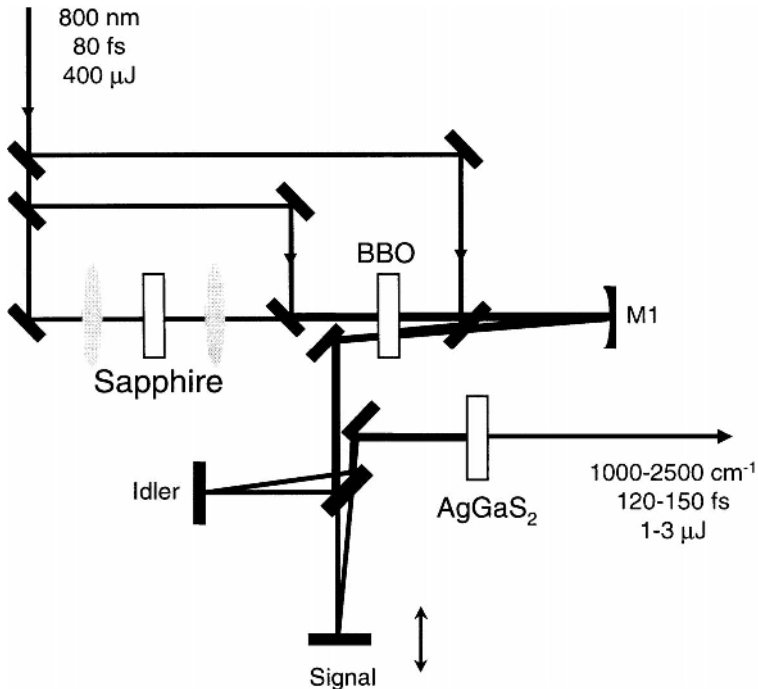 800 nm
80 fs
400 μJ
BBO
M1
Sapphire
Idler
AgGaS₂
1000-2500 cm⁻¹
120-150 fs
1-3 μJ
Signal